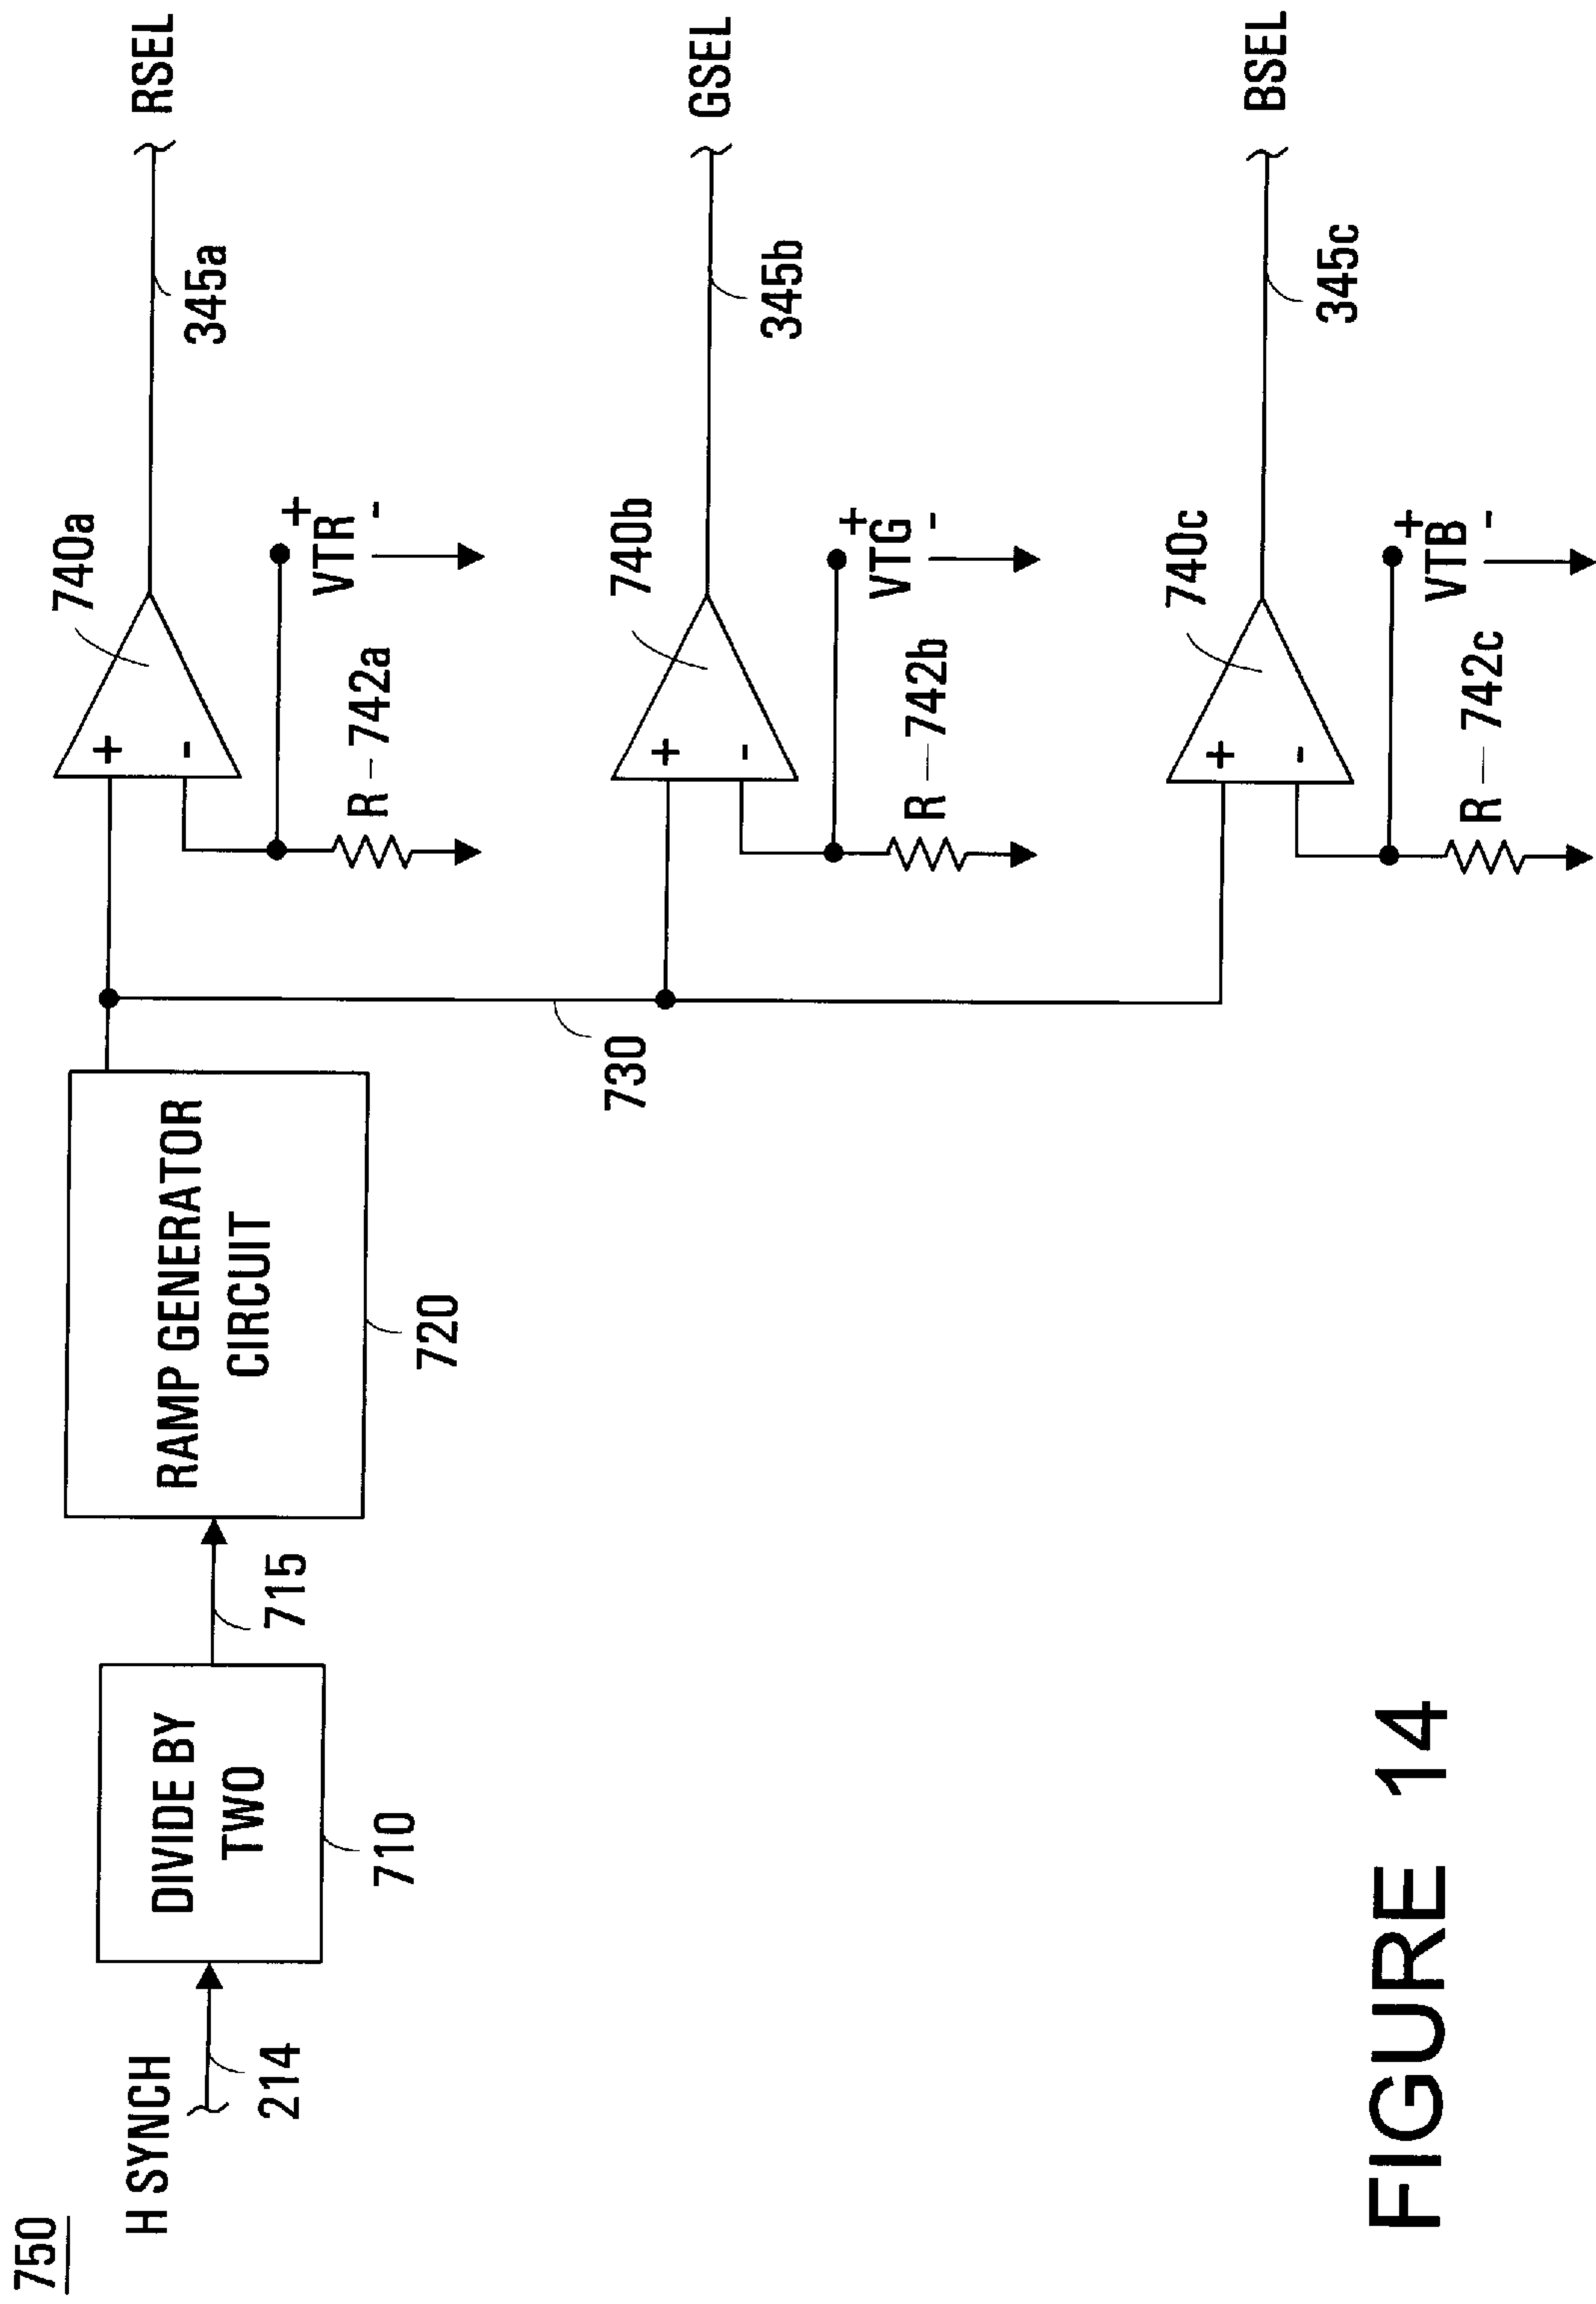 750
H SYNCH
214
DIVIDE BY
TWO
710
715
RAMP GENERATOR
CIRCUIT
720
730
740a
+
-
R
742a
+
VTR
-
345a
RSEL
740b
+
-
R
742b
+
VTG
-
345b
GSEL
740c
+
-
R
742c
+
VTB
-
345c
BSEL
FIGURE 14